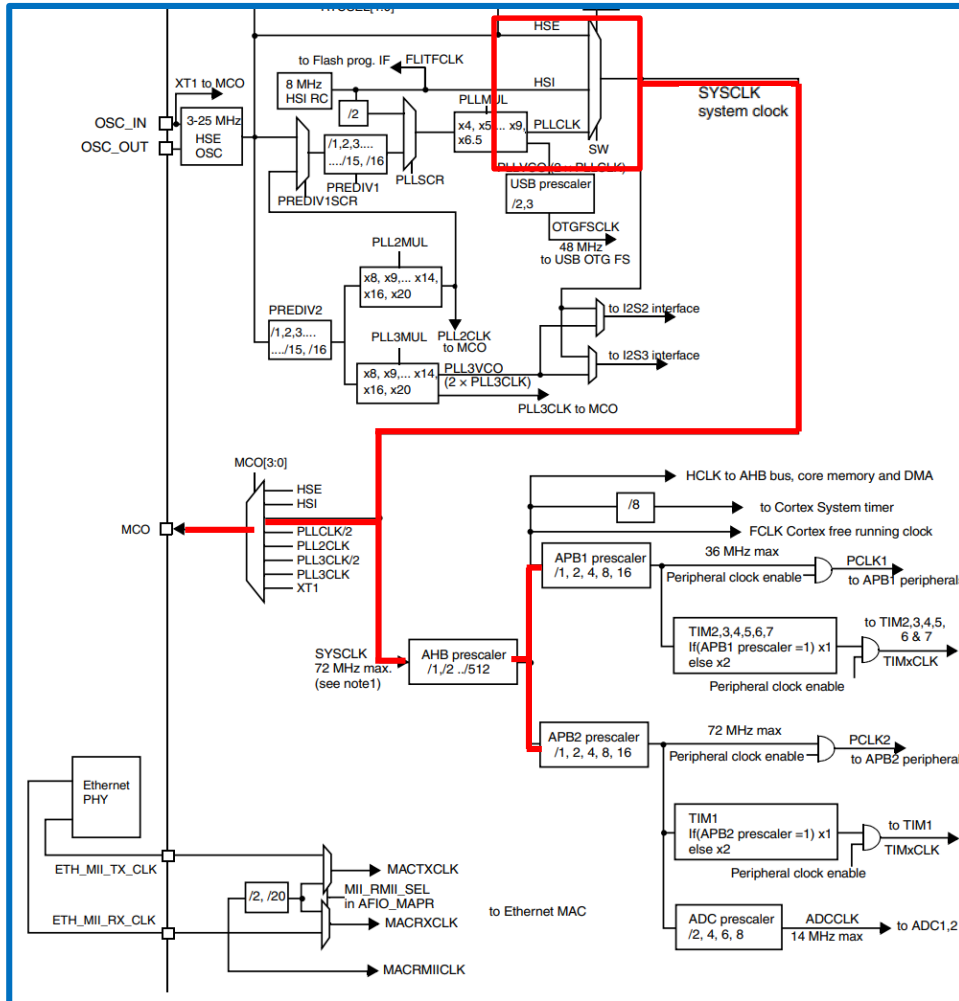 HSE
to Flash prog. IF
FLITFCLK
8 MHz
HSI RC
HSI
SYSCLK
system clock
XT1 to MCO
/2
PLLMUL
OSC_IN
OSC_OUT
3-25 MHz
HSE
OSC
x4, x5... x9,
x6.5
PLLCLK
/1,2,3....
..../15, /16
SW
PLLSCR
PREDIV1
PREDIV1SCR
PLLVCO (2 × PLLCLK)
USB prescaler
/2,3
OTGFSCLK
48 MHz
to USB OTG FS
PLL2MUL
x8, x9,... x14,
x16, x20
PREDIV2
/1,2,3....
..../15, /16
to I2S2 interface
PLL2CLK
to MCO
PLL3MUL
x8, x9,... x14,
x16, x20
PLL3VCO
(2 × PLL3CLK)
to I2S3 interface
PLL3CLK to MCO
MCO[3:0]
HSE
HSI
MCO
PLLCLK/2
PLL2CLK
PLL3CLK/2
PLL3CLK
XT1
HCLK to AHB bus, core memory and DMA
/8
to Cortex System timer
FCLK Cortex free running clock
APB1 prescaler
/1, 2, 4, 8, 16
36 MHz max
PCLK1
to APB1 peripherals
Peripheral clock enable
TIM2,3,4,5,6,7
If(APB1 prescaler =1) x1
else x2
to TIM2,3,4,5,
6 & 7
TIMxCLK
Peripheral clock enable
SYSCLK
72 MHz max.
(see note1)
AHB prescaler
/1,/2 ../512
APB2 prescaler
/1, 2, 4, 8, 16
72 MHz max
PCLK2
to APB2 peripheral
Peripheral clock enable
TIM1
If(APB2 prescaler =1) x1
else x2
to TIM1
TIMxCLK
Peripheral clock enable
ADC prescaler
/2, 4, 6, 8
ADCCLK
14 MHz max
to ADC1,2
Ethernet
PHY
ETH_MII_TX_CLK
MACTXCLK
/2, /20
MII_RMII_SEL
in AFIO_MAPR
to Ethernet MAC
ETH_MII_RX_CLK
MACRXCLK
MACRMIICLK